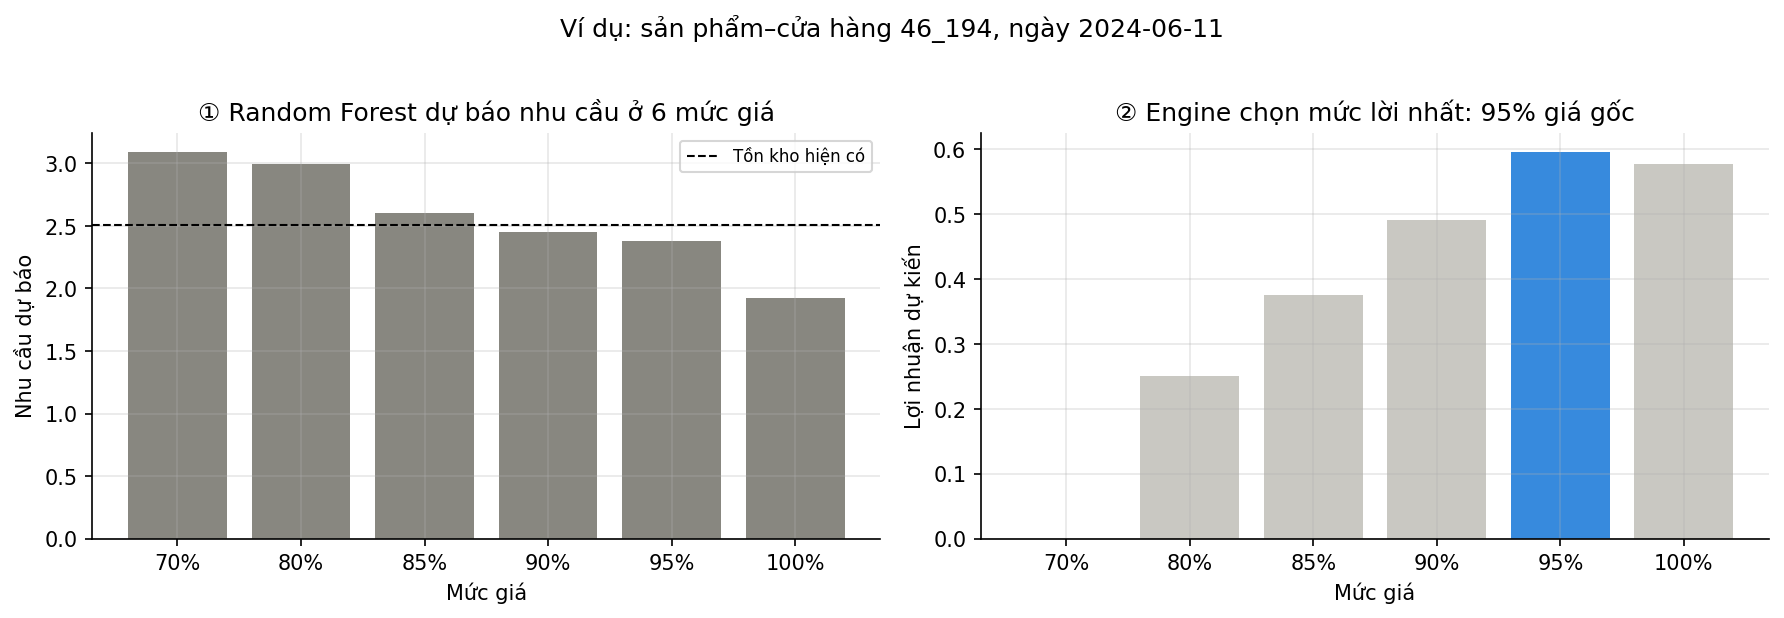 Ví dụ: sản phẩm–cửa hàng 46_194, ngày 2024-06-11
① Random Forest dự báo nhu cầu ở 6 mức giá
Nhu cầu dự báo
3.0
2.5
2.0
1.5
1.0
0.5
0.0
Tồn kho hiện có
70% 80% 85% 90% 95% 100%
Mức giá
② Engine chọn mức lời nhất: 95% giá gốc
Lợi nhuận dự kiến
0.6
0.5
0.4
0.3
0.2
0.1
0.0
70% 80% 85% 90% 95% 100%
Mức giá